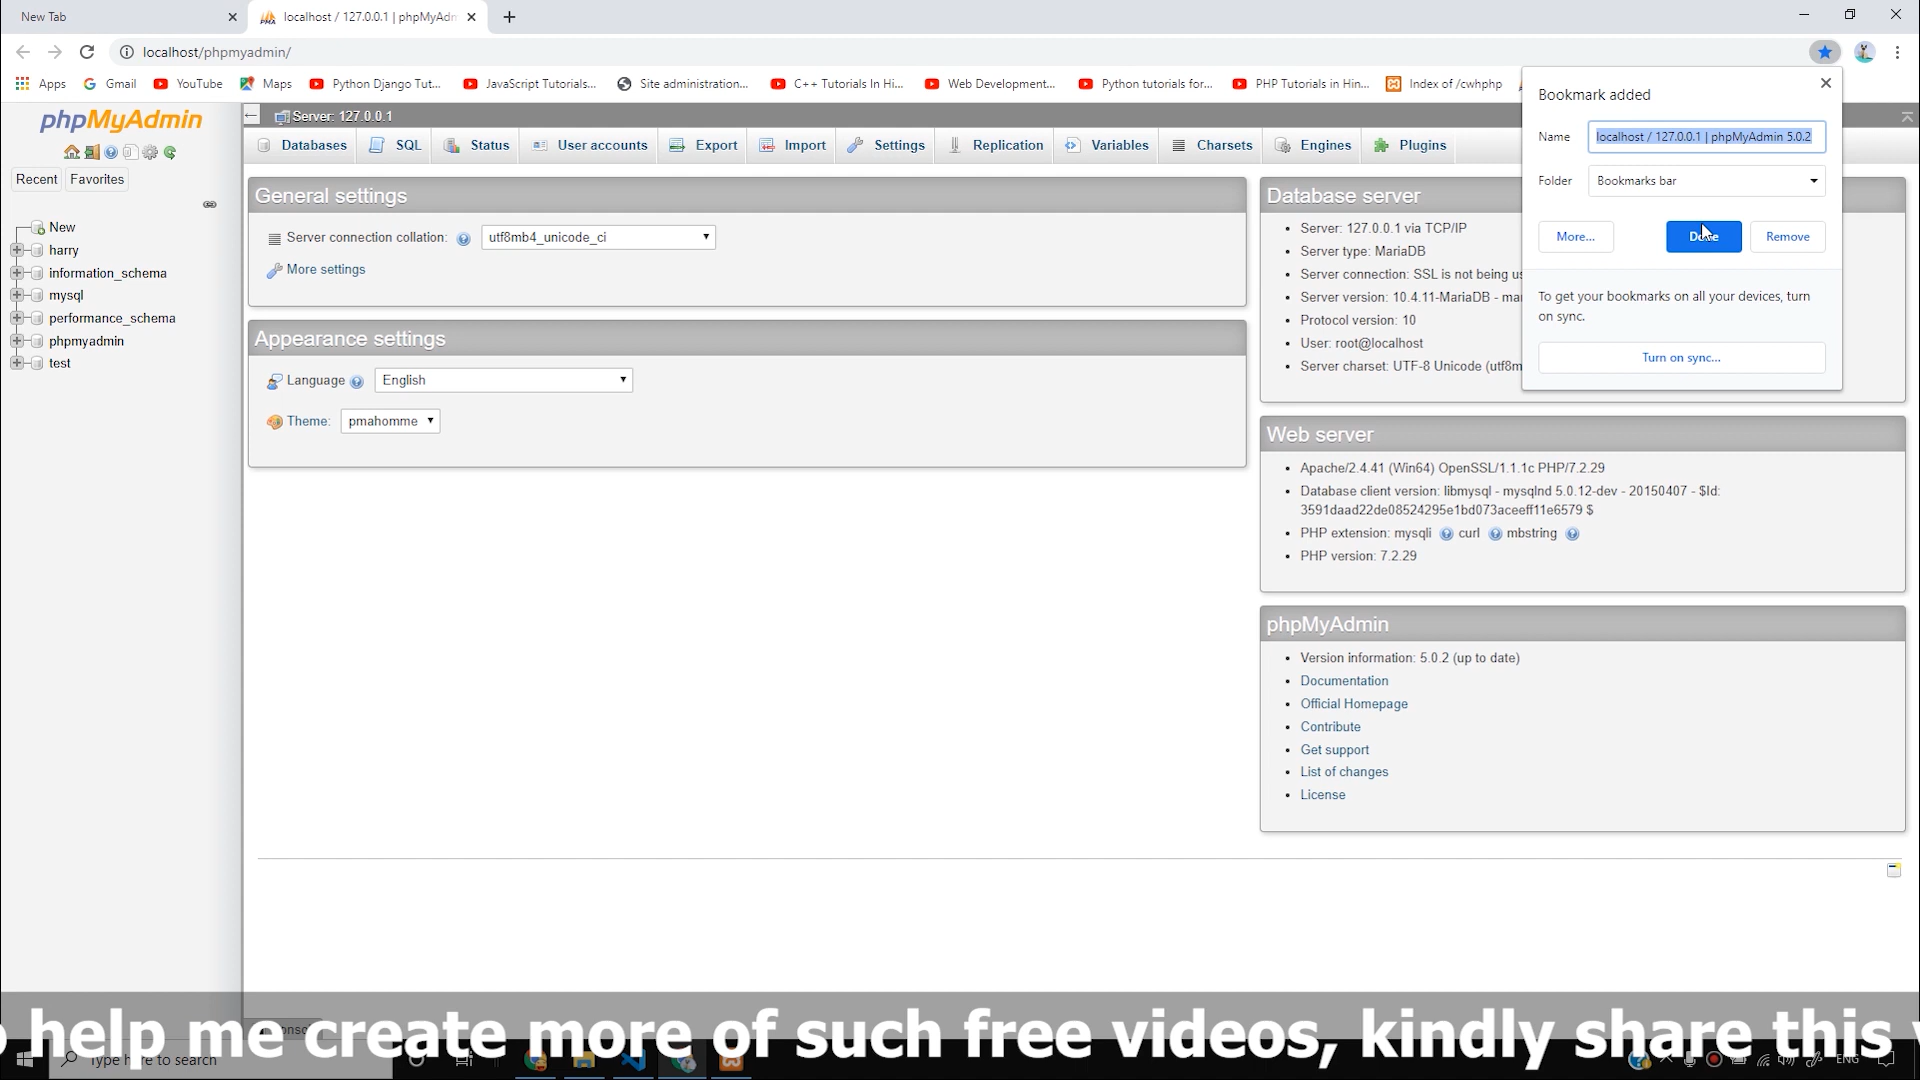 New Tab
localhost / 127.0.0.1 | phpMyAdm
localhost/phpmyadmin/
Apps
Gmail
YouTube
Maps
Python Django Tut...
JavaScript Tutorials...
Site administration...
C++ Tutorials In Hi...
Web Development...
Python tutorials for...
PHP Tutorials in Hin...
Index of /cwhphp
phpMyAdmin
Recent
Favorites
New
harry
information_schema
mysql
performance_schema
phpmyadmin
test
Server: 127.0.0.1
Databases
SQL
Status
User accounts
Export
Import
Settings
Replication
Variables
Charsets
Engines
Plugins
General settings
Server connection collation:
utf8mb4_unicode_ci
More settings
Appearance settings
Language
English
Theme:
pmahomme
Database server
Server: 127.0.0.1 via TCP/IP
Server type: MariaDB
Server connection: SSL is not being
Server version: 10.4.11-MariaDB -
Protocol version: 10
User: root@localhost
Server charset: UTF-8 Unicode
Web server
Apache/2.4.41 (Win64) OpenSSL/1.1.1c PHP/7.2.29
Database client version: libmysql - mysqlnd 5.0.12-dev - 20150407 - $Id:
3591daad22de08524295e1bd073aceeff11e6579 $
PHP extension: mysqli curl mbstring
PHP version: 7.2.29
phpMyAdmin
Version information: 5.0.2 (up to date)
Documentation
Official Homepage
Contribute
Get support
List of changes
License
Bookmark added
Name
localhost / 127.0.0.1 | phpMyAdmin 5.0.2
Folder
Bookmarks bar
More...
Remove
To get your bookmarks on all your devices, turn
on sync.
Turn on sync...
help me create more of such free videos, kindly share this
Type here to search
ENG